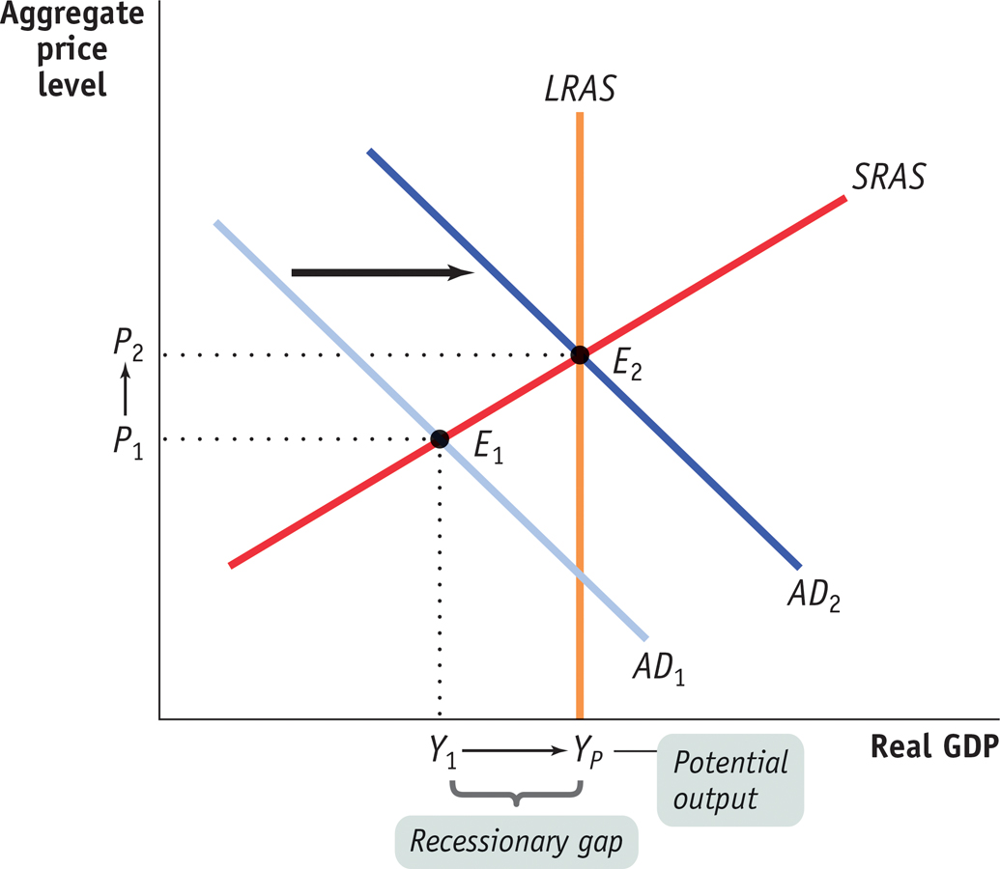 Aggregate
price
level
LRAS
SRAS
P₂
E₂
P₁
E₁
AD₂
AD₁
Y₁
Yₚ
Real GDP
Potential
output
Recessionary gap